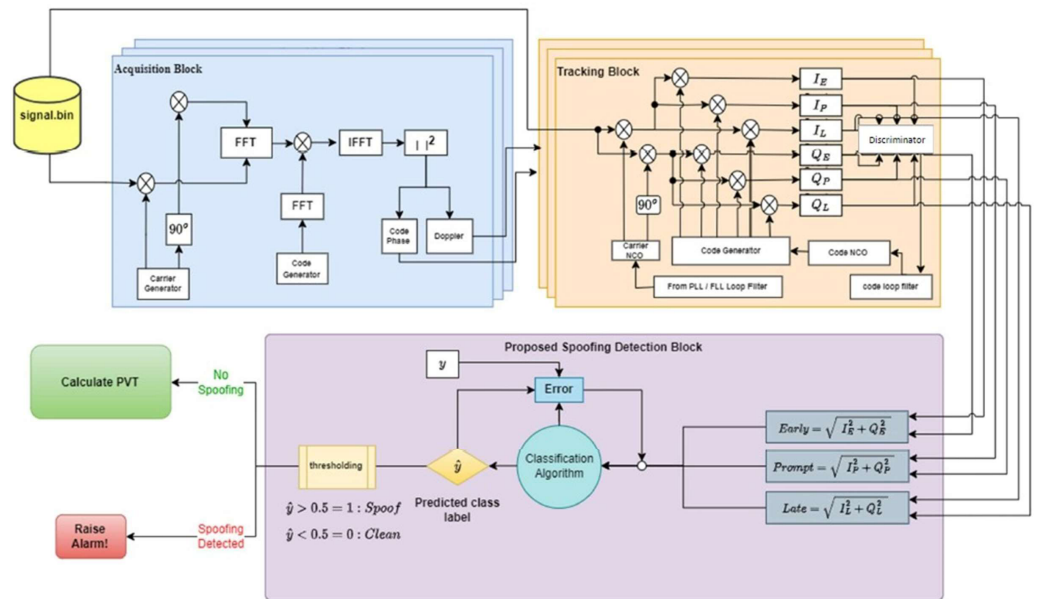 signal.bin
Acquisition Block
FFT
IFFT
| |²
90°
FFT
Code
Phase
Doppler
Carrier
Generator
Code
Generator
Tracking Block
I_E
I_P
I_L
Q_E
Q_P
Q_L
Discriminator
90°
Carrier
NCO
Code Generator
Code NCO
From PLL / FLL Loop Filter
code loop filter
Proposed Spoofing Detection Block
y
Error
Classification
Algorithm
ŷ
Predicted class
label
thresholding
ŷ > 0.5 = 1 : Spoof
ŷ < 0.5 = 0 : Clean
Early = √(I_E² + Q_E²)
Prompt = √(I_P² + Q_P²)
Late = √(I_L² + Q_L²)
Calculate PVT
No
Spoofing
Raise
Alarm!
Spoofing
Detected